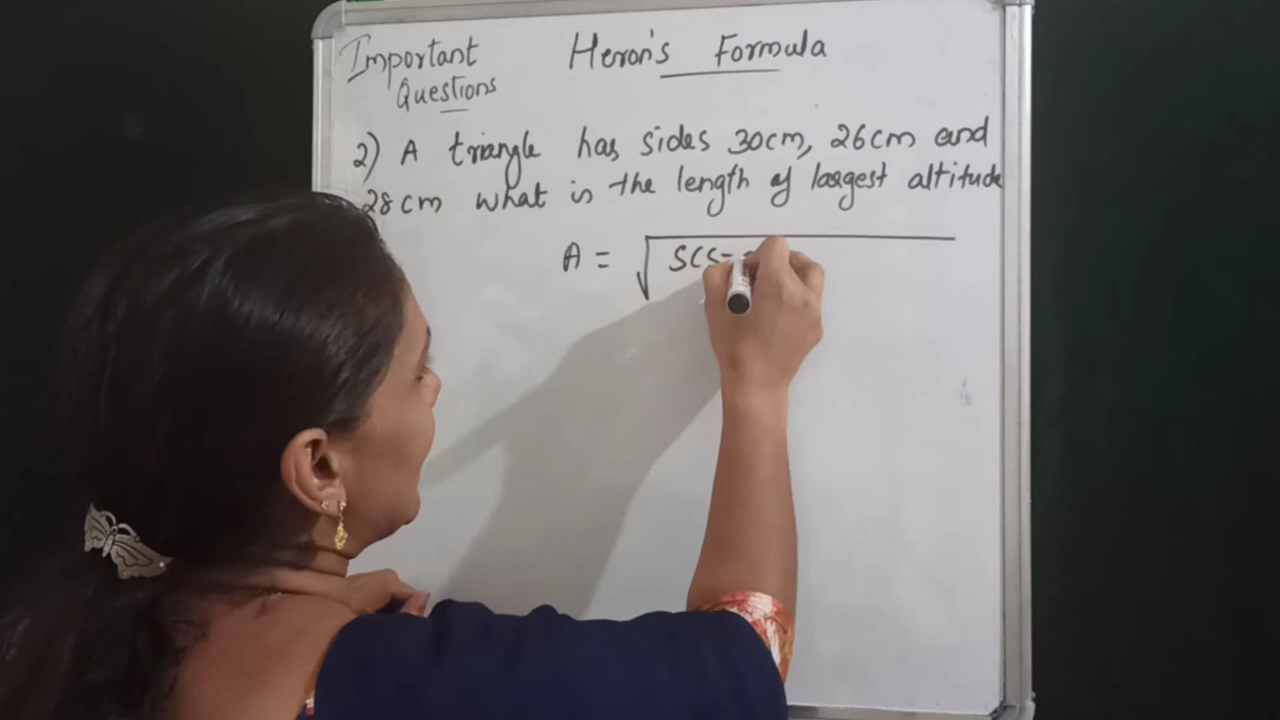 Important Heron's Formula
Questions
2) A triangle has sides 30cm, 26cm and
28cm what is the length of largest altitude
A = √ S(S-